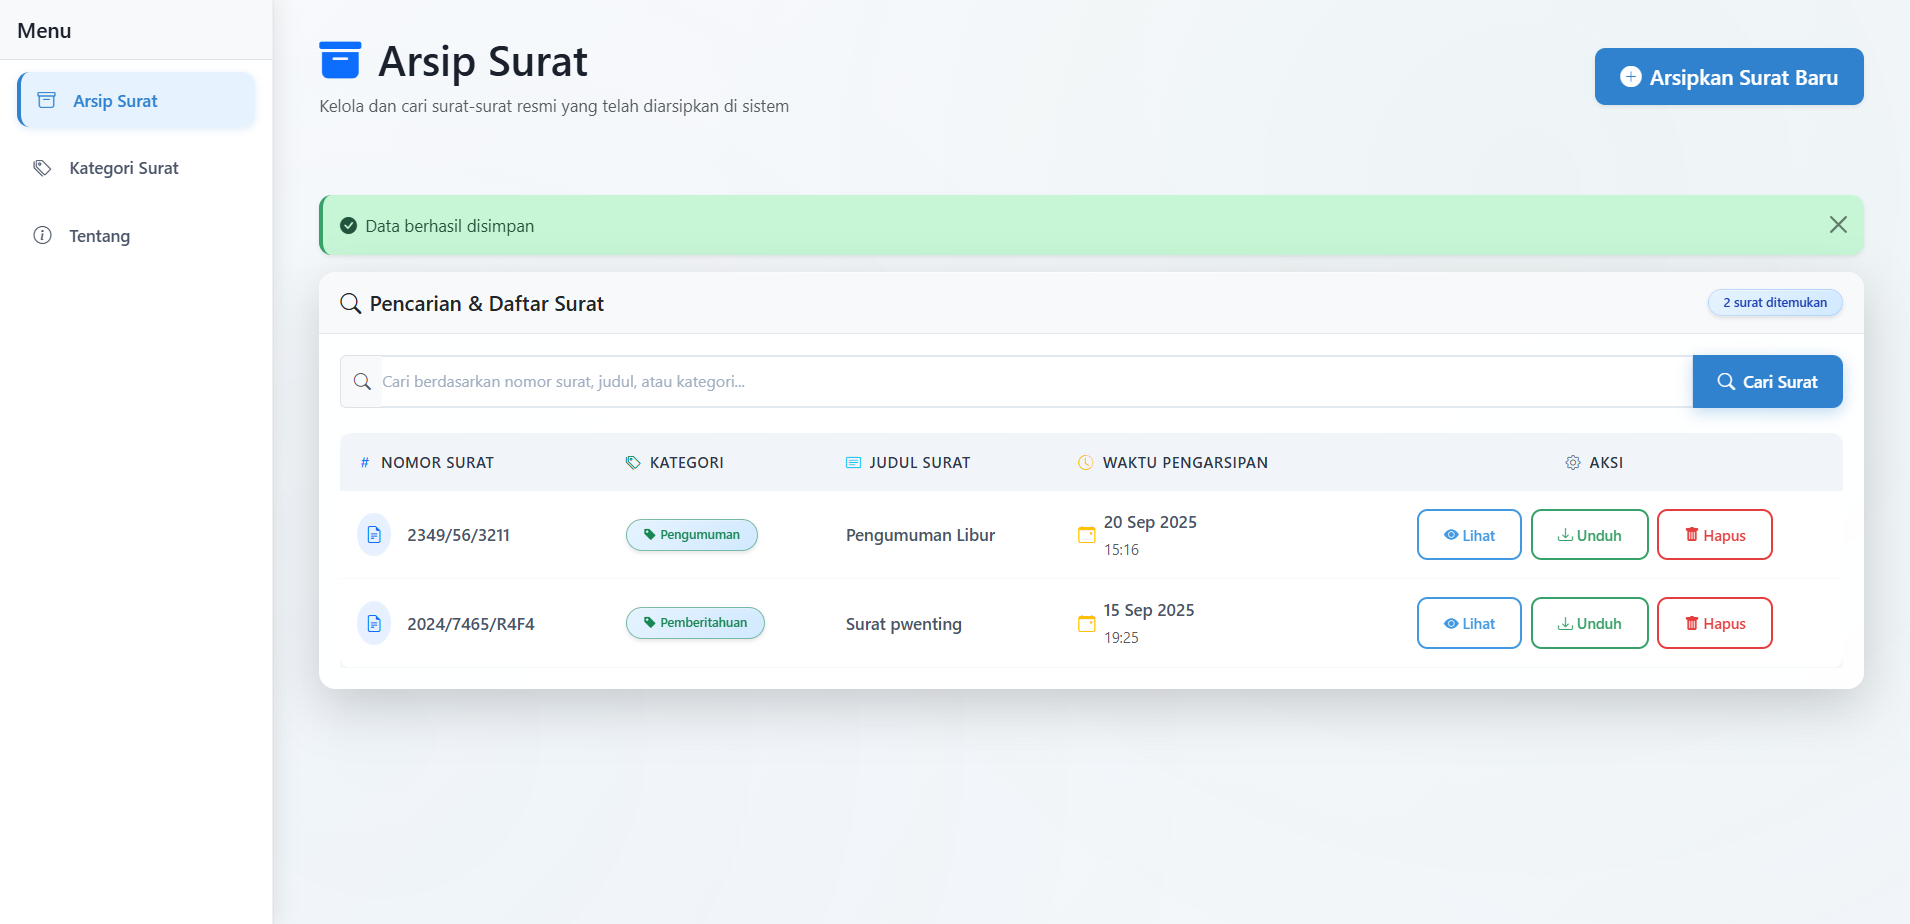 Menu
Arsip Surat
Kategori Surat
Tentang
Arsip Surat
Kelola dan cari surat-surat resmi yang telah diarsipkan di sistem
Arsipkan Surat Baru
Data berhasil disimpan
Pencarian & Daftar Surat
2 surat ditemukan
Cari berdasarkan nomor surat, judul, atau kategori...
Cari Surat
# NOMOR SURAT KATEGORI JUDUL SURAT WAKTU PENGARSIPAN AKSI
2349/56/3211 Pengumuman Pengumuman Libur 20 Sep 2025 15:16 Lihat Unduh Hapus
2024/7465/R4F4 Pemberitahuan Surat pwenting 15 Sep 2025 19:25 Lihat Unduh Hapus